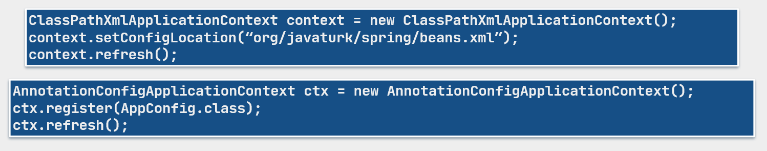 ClassPathXmlApplicationContext context = new ClassPathXmlApplicationContext();
context.setConfigLocation(“org/javaturk/spring/beans.xml”);
context.refresh();
AnnotationConfigApplicationContext ctx = new AnnotationConfigApplicationContext();
ctx.register(AppConfig.class);
ctx.refresh();